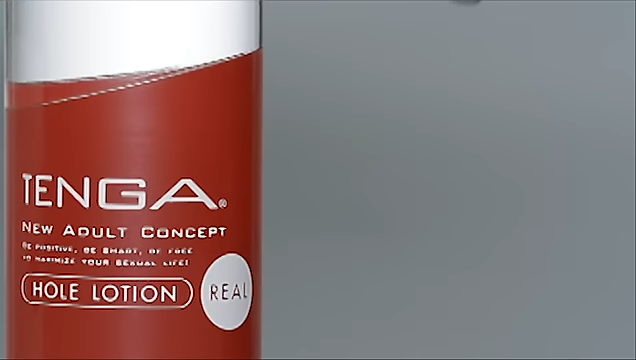 TENGA®
NEW ADULT CONCEPT
BE POSITIVE, BE SMART, BE FREE
TO MAXIMIZE YOUR SEXUAL LIFE!
HOLE LOTION
REAL